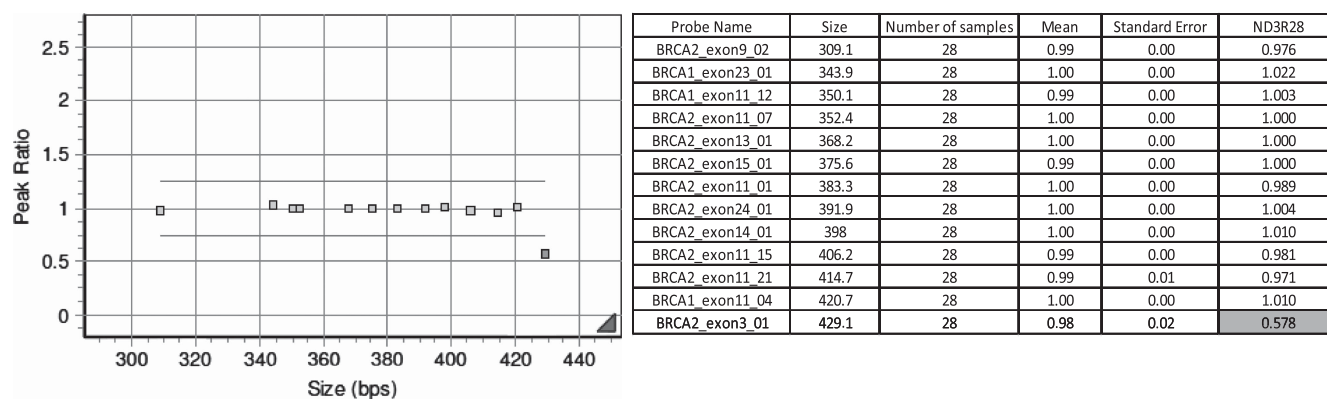 2.5
2
1.5
1
0.5
0
Peak Ratio
300 320 340 360 380 400 420 440
Size (bps)
Probe Name Size Number of samples Mean Standard Error ND3R28
BRCA2_exon9_02 309.1 28 0.99 0.00 0.976
BRCA1_exon23_01 343.9 28 1.00 0.00 1.022
BRCA1_exon11_12 350.1 28 0.99 0.00 1.003
BRCA2_exon11_07 352.4 28 1.00 0.00 1.000
BRCA2_exon13_01 368.2 28 1.00 0.00 1.000
BRCA2_exon15_01 375.6 28 0.99 0.00 1.000
BRCA2_exon11_01 383.3 28 1.00 0.00 0.989
BRCA2_exon24_01 391.9 28 1.00 0.00 1.004
BRCA2_exon14_01 398 28 1.00 0.00 1.010
BRCA2_exon11_15 406.2 28 0.99 0.00 0.981
BRCA2_exon11_21 414.7 28 0.99 0.01 0.971
BRCA1_exon11_04 420.7 28 1.00 0.00 1.010
BRCA2_exon3_01 429.1 28 0.98 0.02 0.578